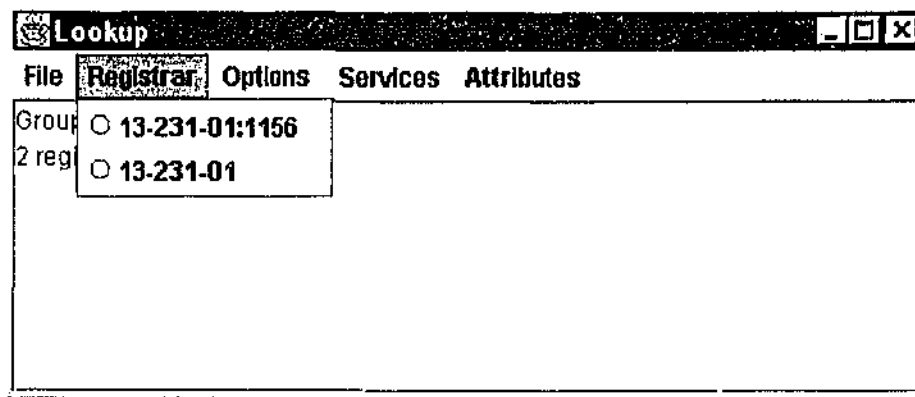 Lookup
File Registrar Options Services Attributes
Group
13-231-01:1156
2 regi
13-231-01